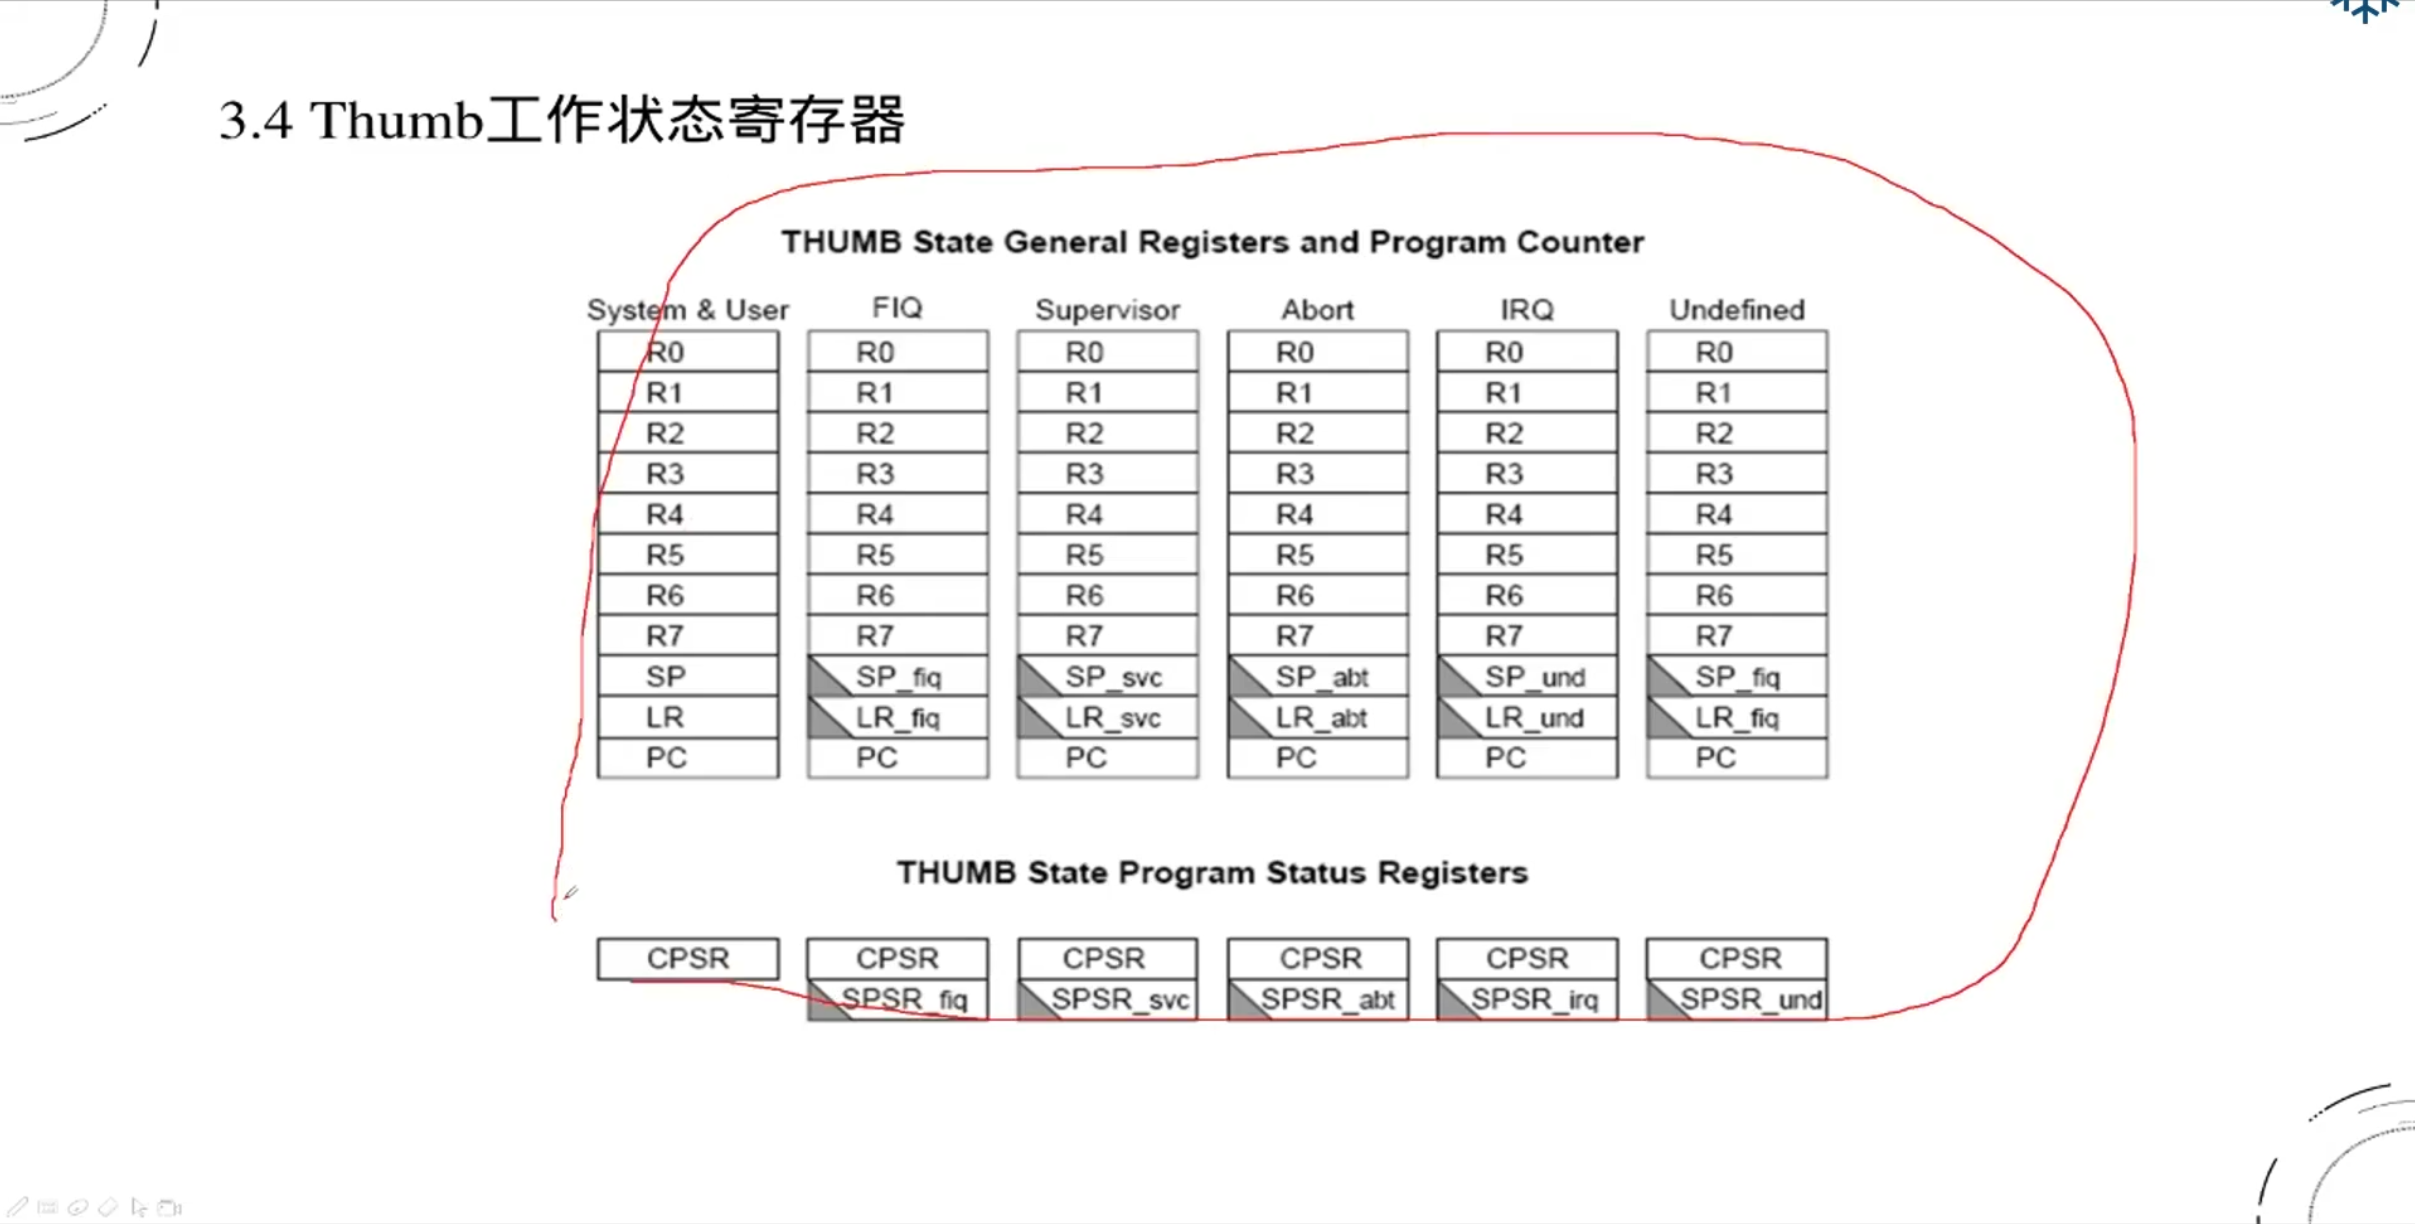 3.4 Thumb工作状态寄存器
THUMB State General Registers and Program Counter
System & User FIQ Supervisor Abort IRQ Undefined
R0 R0 R0 R0 R0 R0
R1 R1 R1 R1 R1 R1
R2 R2 R2 R2 R2 R2
R3 R3 R3 R3 R3 R3
R4 R4 R4 R4 R4 R4
R5 R5 R5 R5 R5 R5
R6 R6 R6 R6 R6 R6
R7 R7 R7 R7 R7 R7
SP SP_fiq SP_svc SP_abt SP_und SP_fiq
LR LR_fiq LR_svc LR_abt LR_und LR_fiq
PC PC PC PC PC PC
THUMB State Program Status Registers
CPSR CPSR CPSR CPSR CPSR CPSR
SPSR_fiq SPSR_svc SPSR_abt SPSR_irq SPSR_und